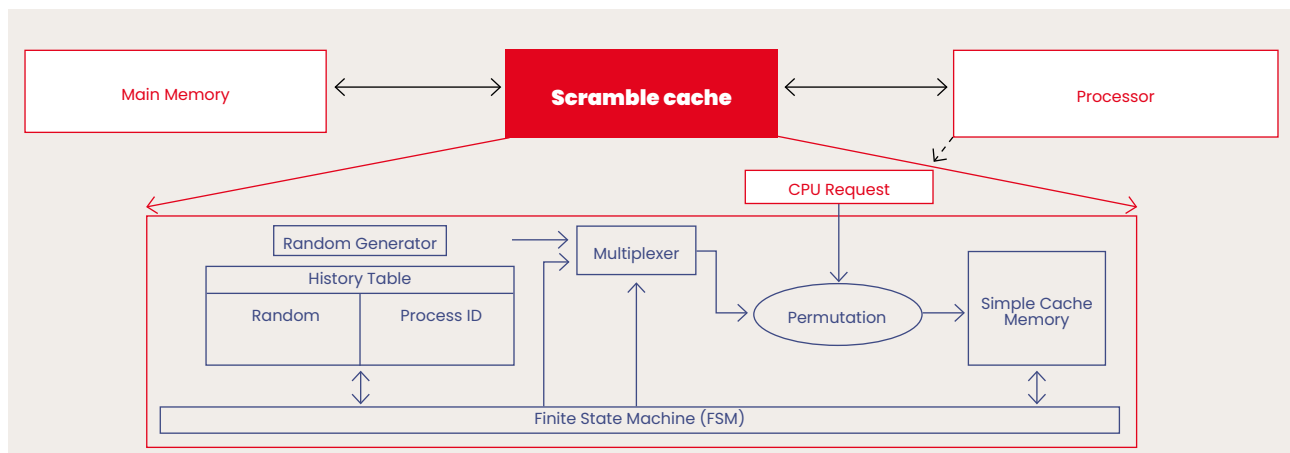 Main Memory
Scramble cache
Processor
CPU Request
Random Generator
Multiplexer
History Table
Random
Process ID
Permutation
Simple Cache
Memory
Finite State Machine (FSM)